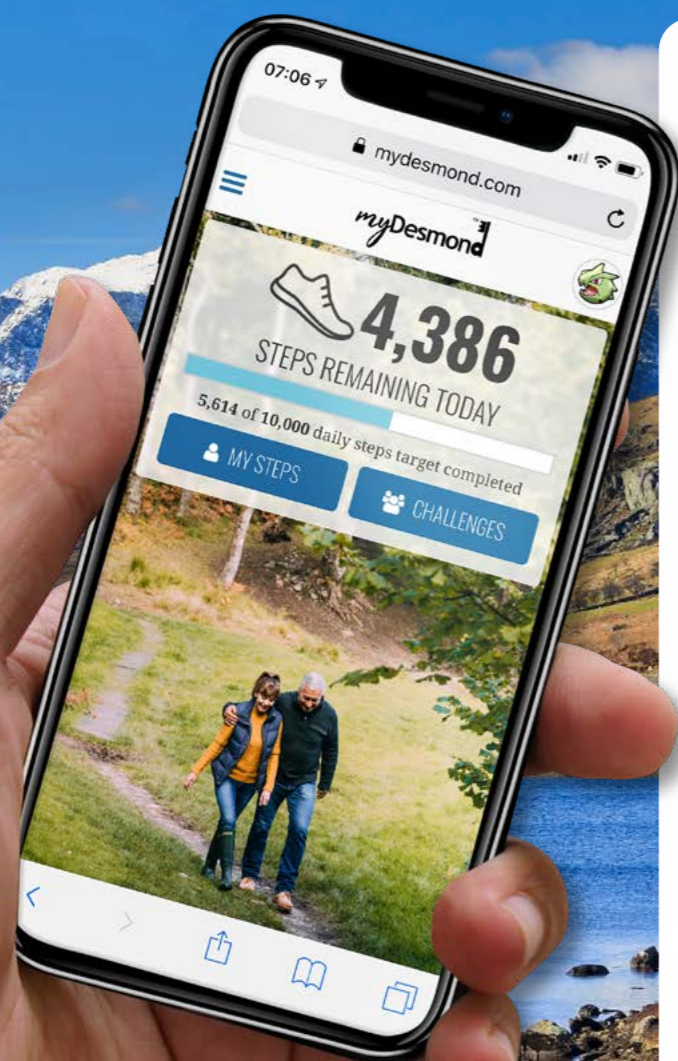 07:06
mydesmond.com
myDesmond
4,386
STEPS REMAINING TODAY
5,614 of 10,000 daily steps target completed
MY STEPS
CHALLENGES